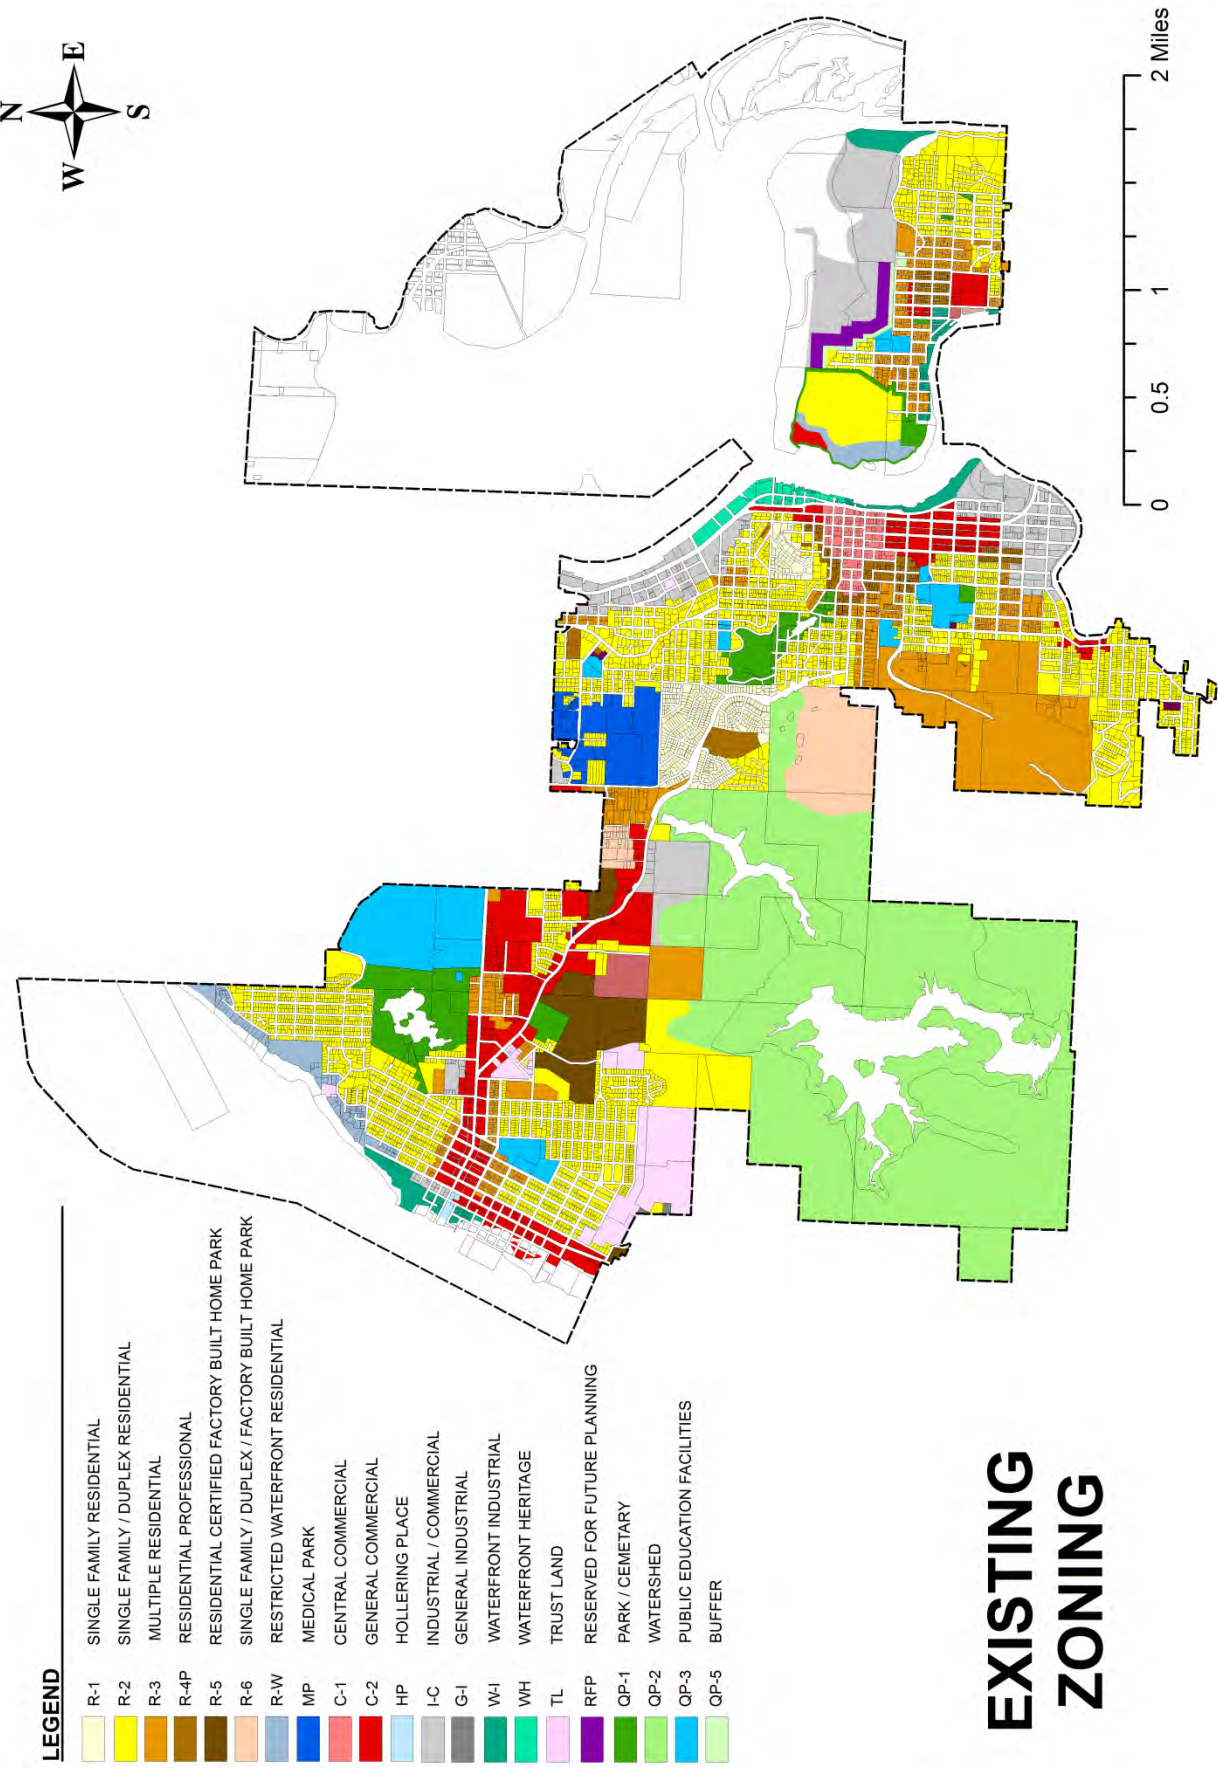 N
W E
S
LEGEND
R-1 SINGLE FAMILY RESIDENTIAL
R-2 SINGLE FAMILY / DUPLEX RESIDENTIAL
R-3 MULTIPLE RESIDENTIAL
R-4P RESIDENTIAL PROFESSIONAL
R-5 RESIDENTIAL CERTIFIED FACTORY BUILT HOME PARK
R-6 SINGLE FAMILY / DUPLEX / FACTORY BUILT HOME PARK
R-W RESTRICTED WATERFRONT RESIDENTIAL
MP MEDICAL PARK
C-1 CENTRAL COMMERCIAL
C-2 GENERAL COMMERCIAL
HP HOLLERING PLACE
I-C INDUSTRIAL / COMMERCIAL
G-I GENERAL INDUSTRIAL
W-I WATERFRONT INDUSTRIAL
WH WATERFRONT HERITAGE
TL TRUST LAND
RFP RESERVED FOR FUTURE PLANNING
QP-1 PARK / CEMETARY
QP-2 WATERSHED
QP-3 PUBLIC EDUCATION FACILITIES
QP-5 BUFFER
EXISTING
ZONING
0 0.5 1 2 Miles